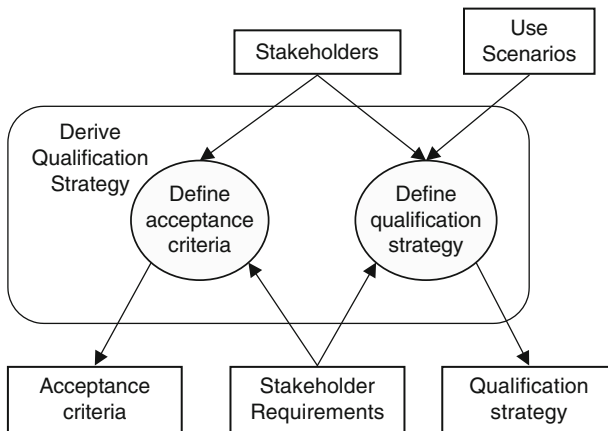 Stakeholders
Use
Scenarios
Derive
Qualification
Strategy
Define
acceptance
criteria
Define
qualification
strategy
Acceptance
criteria
Stakeholder
Requirements
Qualification
strategy